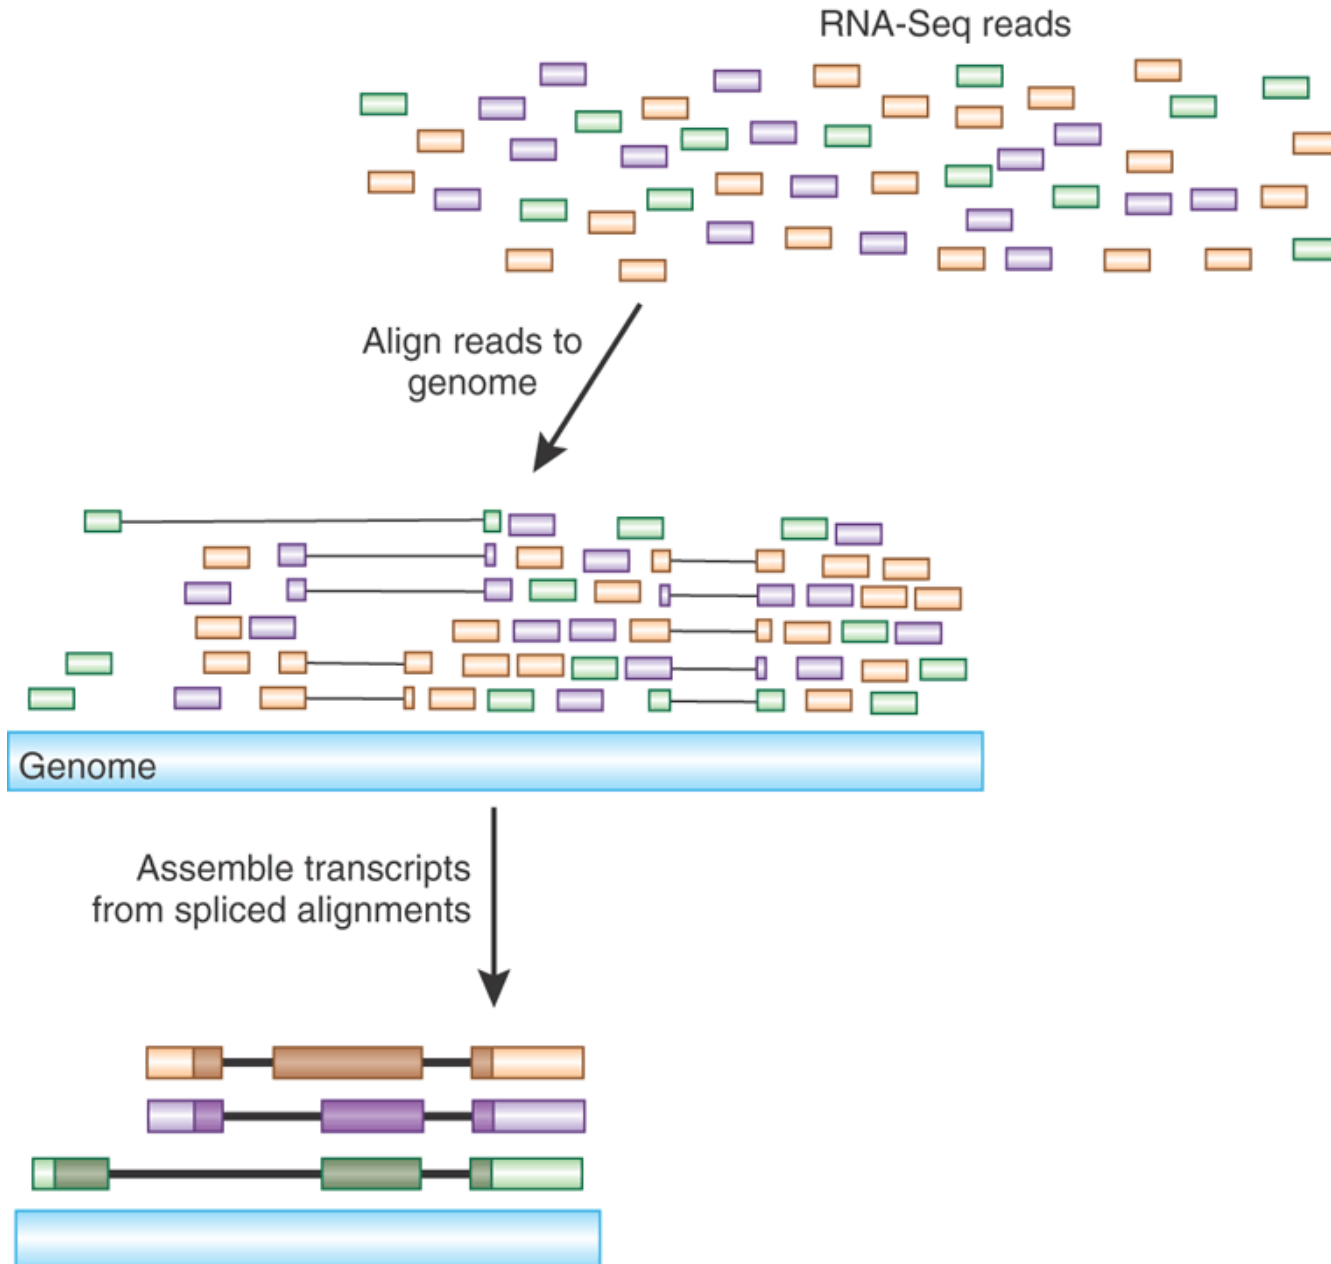 RNA-Seq reads
Align reads to
genome
Genome
Assemble transcripts
from spliced alignments